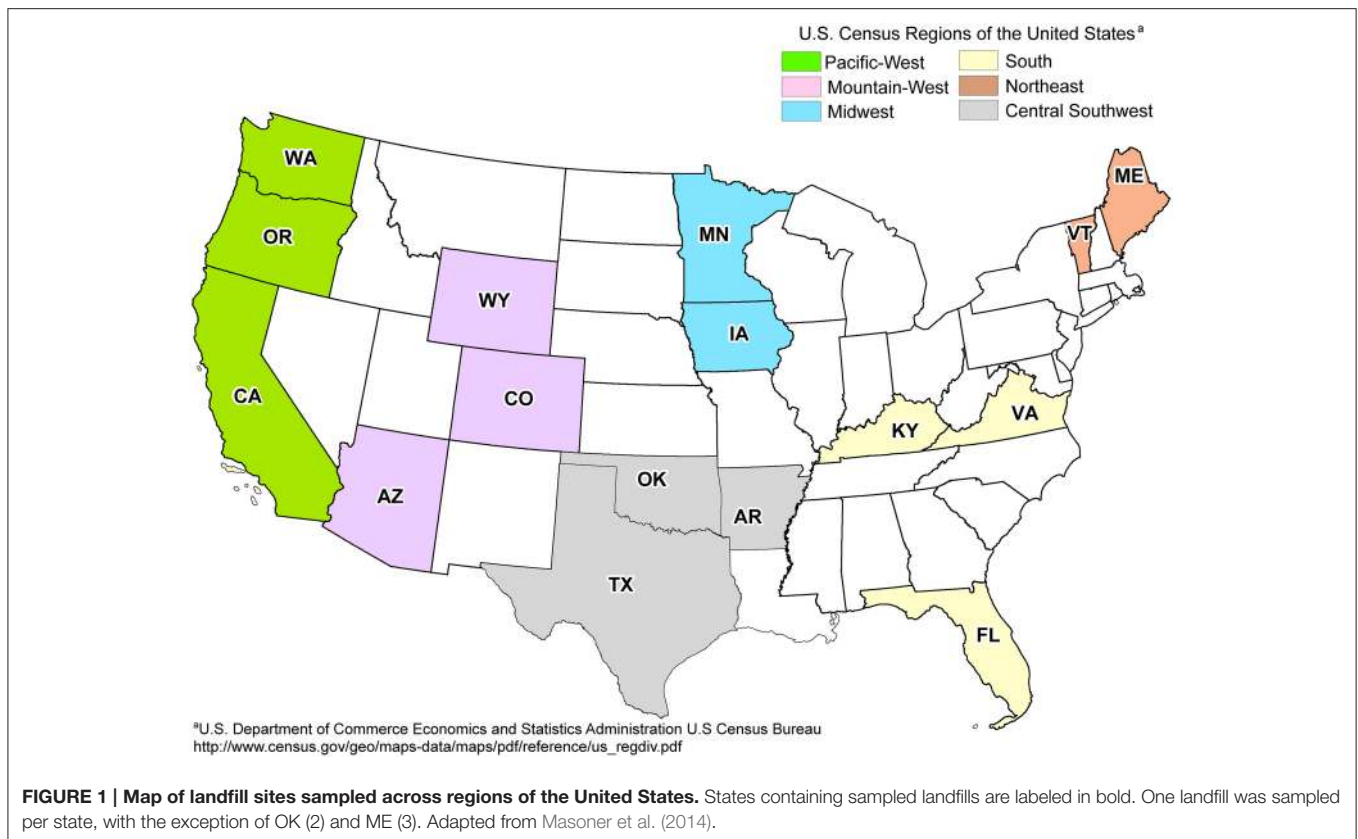 U.S. Census Regions of the United Statesᵃ
Pacific-West South
Mountain-West Northeast
Midwest Central Southwest
WA
ME
OR
MN
VT
WY
IA
CA
CO
VA
KY
OK
AZ
AR
TX
FL
ᵃU.S. Department of Commerce Economics and Statistics Administration U.S Census Bureau
http://www.census.gov/geo/maps-data/maps/pdf/reference/us_regdiv.pdf
FIGURE 1 | Map of landfill sites sampled across regions of the United States. States containing sampled landfills are labeled in bold. One landfill was sampled
per state, with the exception of OK (2) and ME (3). Adapted from Masoner et al. (2014).